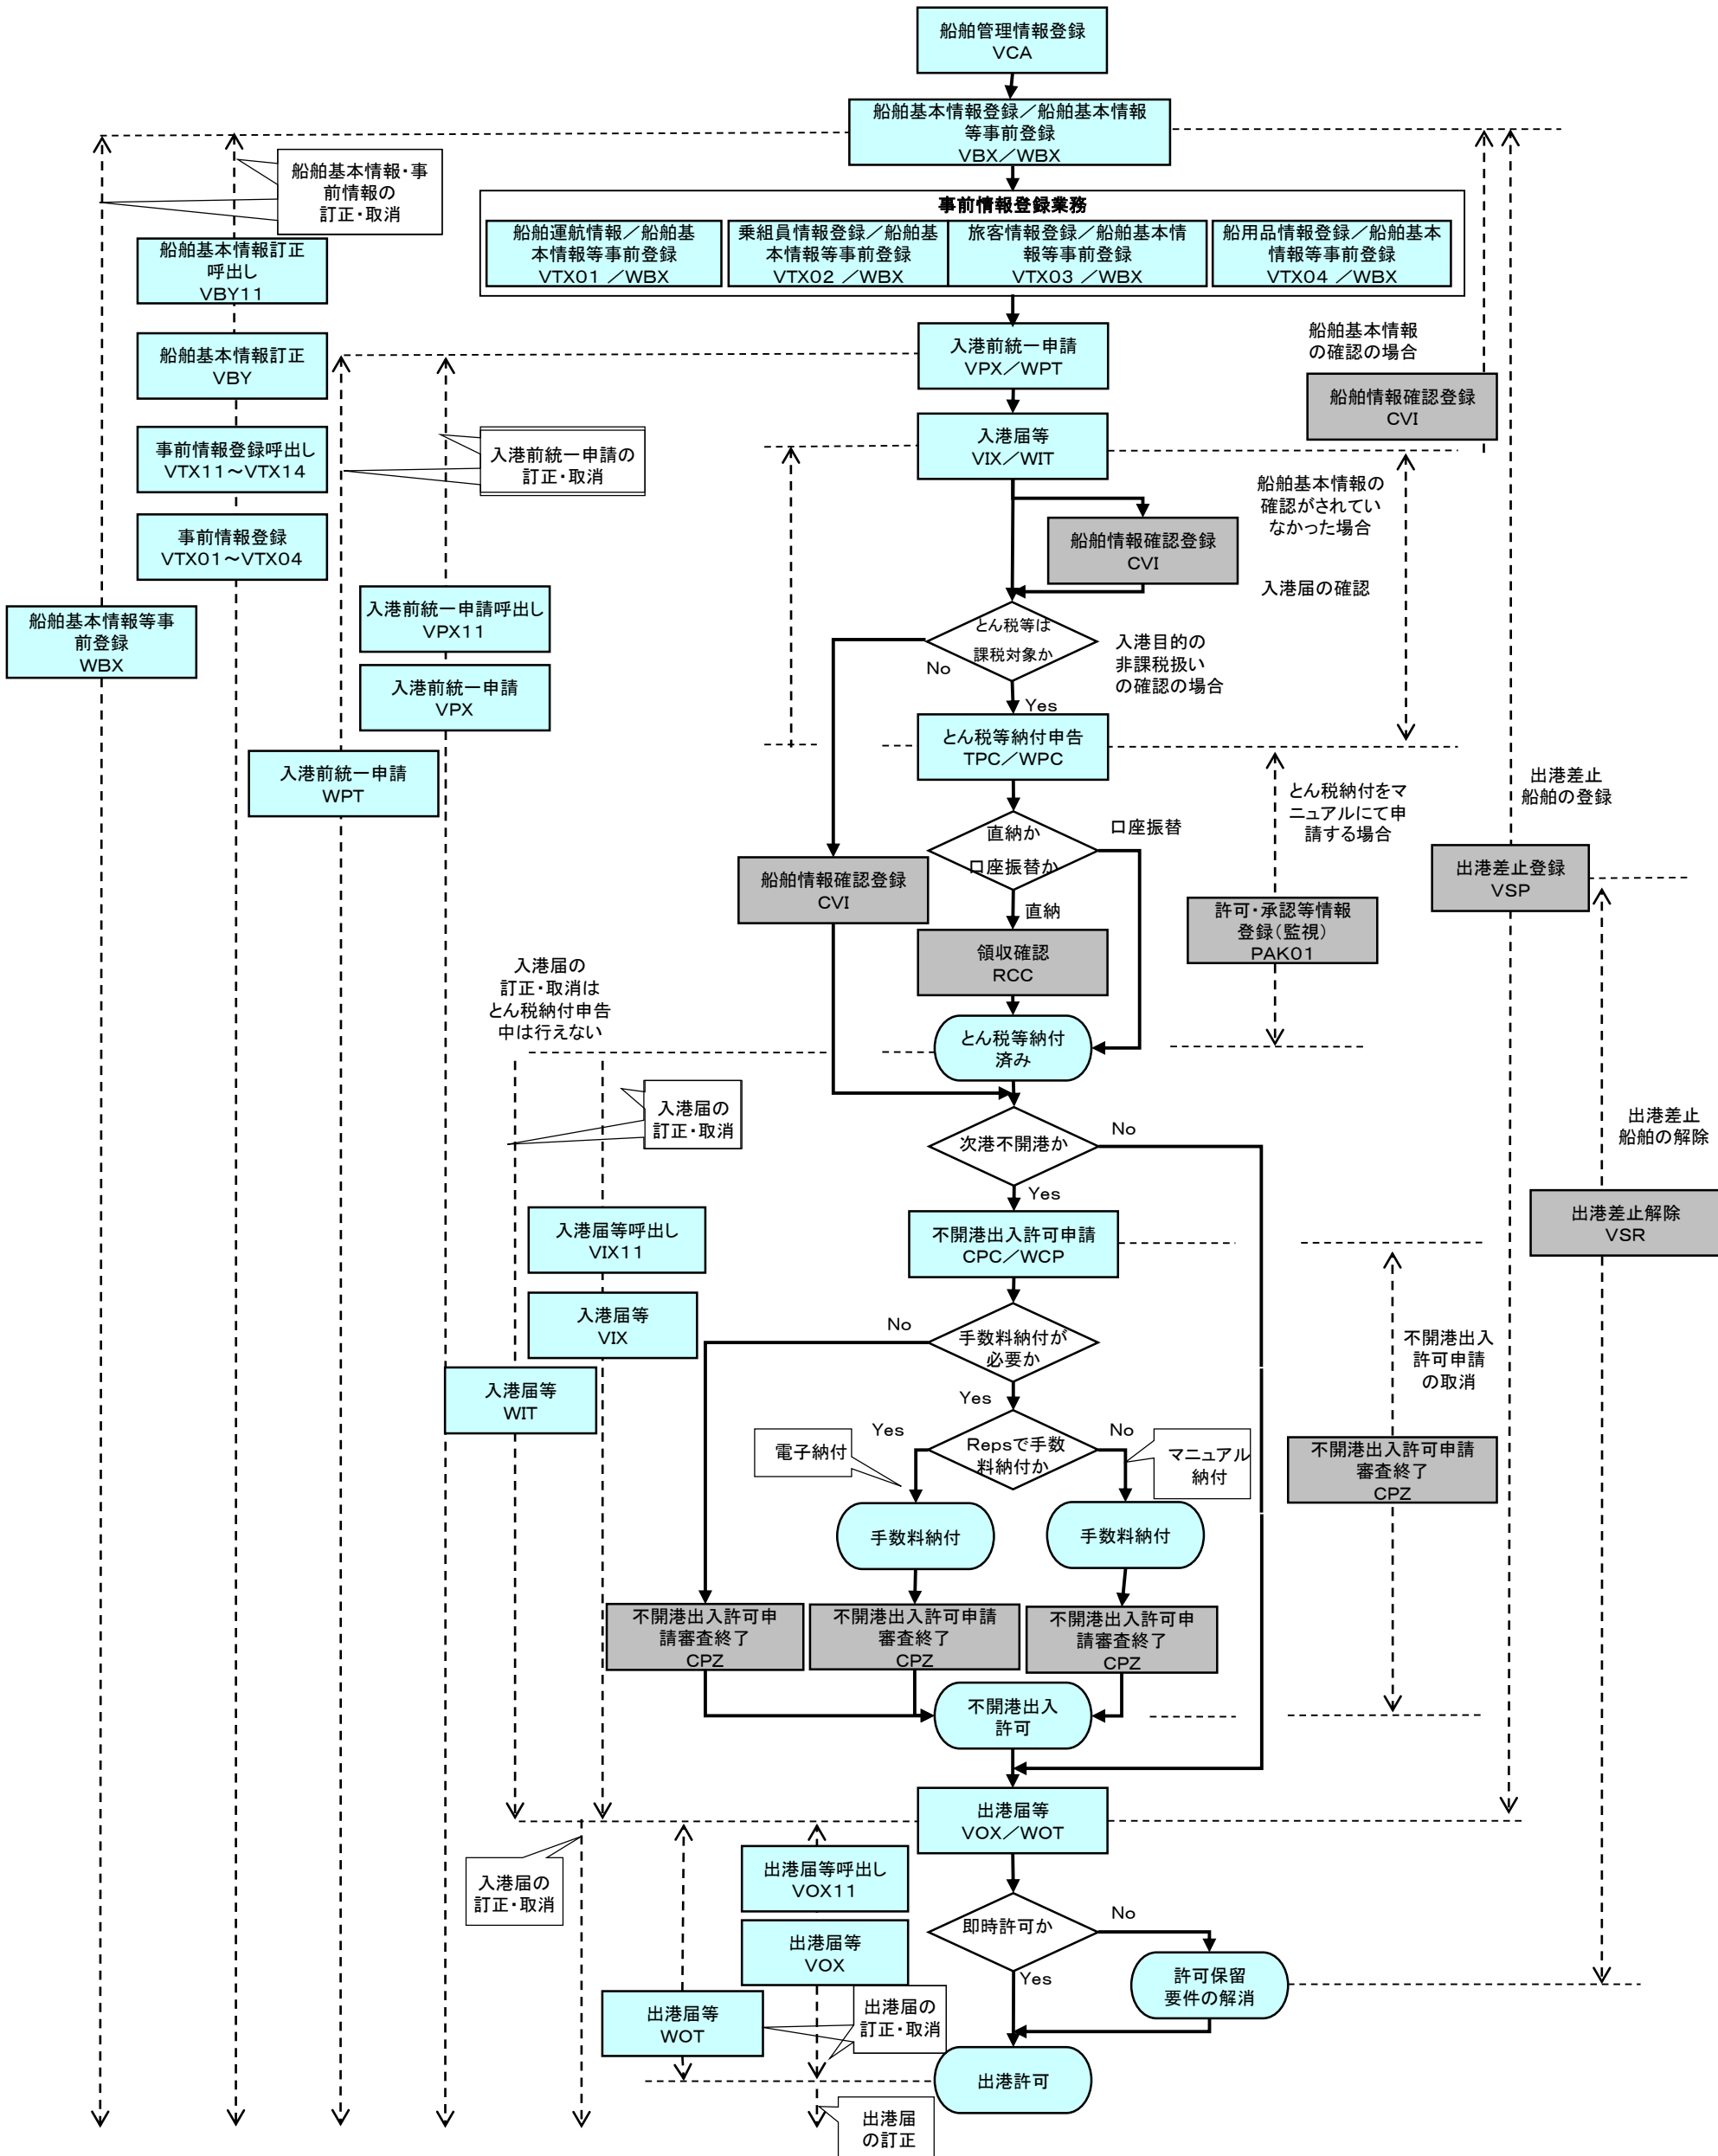 船舶管理情報登録
VCA
船舶基本情報登録／船舶基本情報
等事前登録
VBX／WBX
船舶基本情報・事
前情報の
訂正・取消
事前情報登録業務
船舶運航情報／船舶基
本情報等事前登録
VTX01 ／WBX
乗組員情報登録／船舶基
本情報等事前登録
VTX02 ／WBX
旅客情報登録／船舶基本情
報等事前登録
VTX03 ／WBX
船用品情報登録／船舶基本
情報等事前登録
VTX04 ／WBX
船舶基本情報訂正
呼出し
VBY11
船舶基本情報訂正
VBY
事前情報登録呼出し
VTX11～VTX14
事前情報登録
VTX01～VTX04
船舶基本情報等事
前登録
WBX
入港前統一申請
VPX／WPT
船舶基本情報
の確認の場合
船舶情報確認登録
CVI
入港前統一申請の
訂正・取消
入港届等
VIX／WIT
船舶基本情報の
確認がされてい
なかった場合
船舶情報確認登録
CVI
入港届の確認
入港前統一申請呼出し
VPX11
入港前統一申請
VPX
入港前統一申請
WPT
とん税等は
課税対象か
No
Yes
入港目的の
非課税扱い
の確認の場合
とん税等納付申告
TPC／WPC
直納か
口座振替か
口座振替
直納
とん税納付をマ
ニュアルにて申
請する場合
出港差止
船舶の登録
船舶情報確認登録
CVI
出港差止登録
VSP
許可・承認等情報
登録（監視）
PAK01
領収確認
RCC
入港届の
訂正・取消は
とん税納付申告
中は行えない
とん税等納付
済み
入港届の
訂正・取消
次港不開港か
No
Yes
出港差止
船舶の解除
出港差止解除
VSR
入港届等呼出し
VIX11
不開港出入許可申請
CPC／WCP
入港届等
VIX
入港届等
WIT
手数料納付が
必要か
No
Yes
不開港出入
許可申請
の取消
Repsで手数
料納付か
Yes
No
電子納付
マニュアル
納付
不開港出入許可申請
審査終了
CPZ
手数料納付
手数料納付
不開港出入許可申
請審査終了
CPZ
不開港出入許可申請
審査終了
CPZ
不開港出入許可申
請審査終了
CPZ
不開港出入
許可
出港届等
VOX／WOT
入港届の
訂正・取消
出港届等呼出し
VOX11
出港届等
VOX
即時許可か
No
Yes
許可保留
要件の解消
出港届等
WOT
出港届の
訂正・取消
出港許可
出港届
の訂正